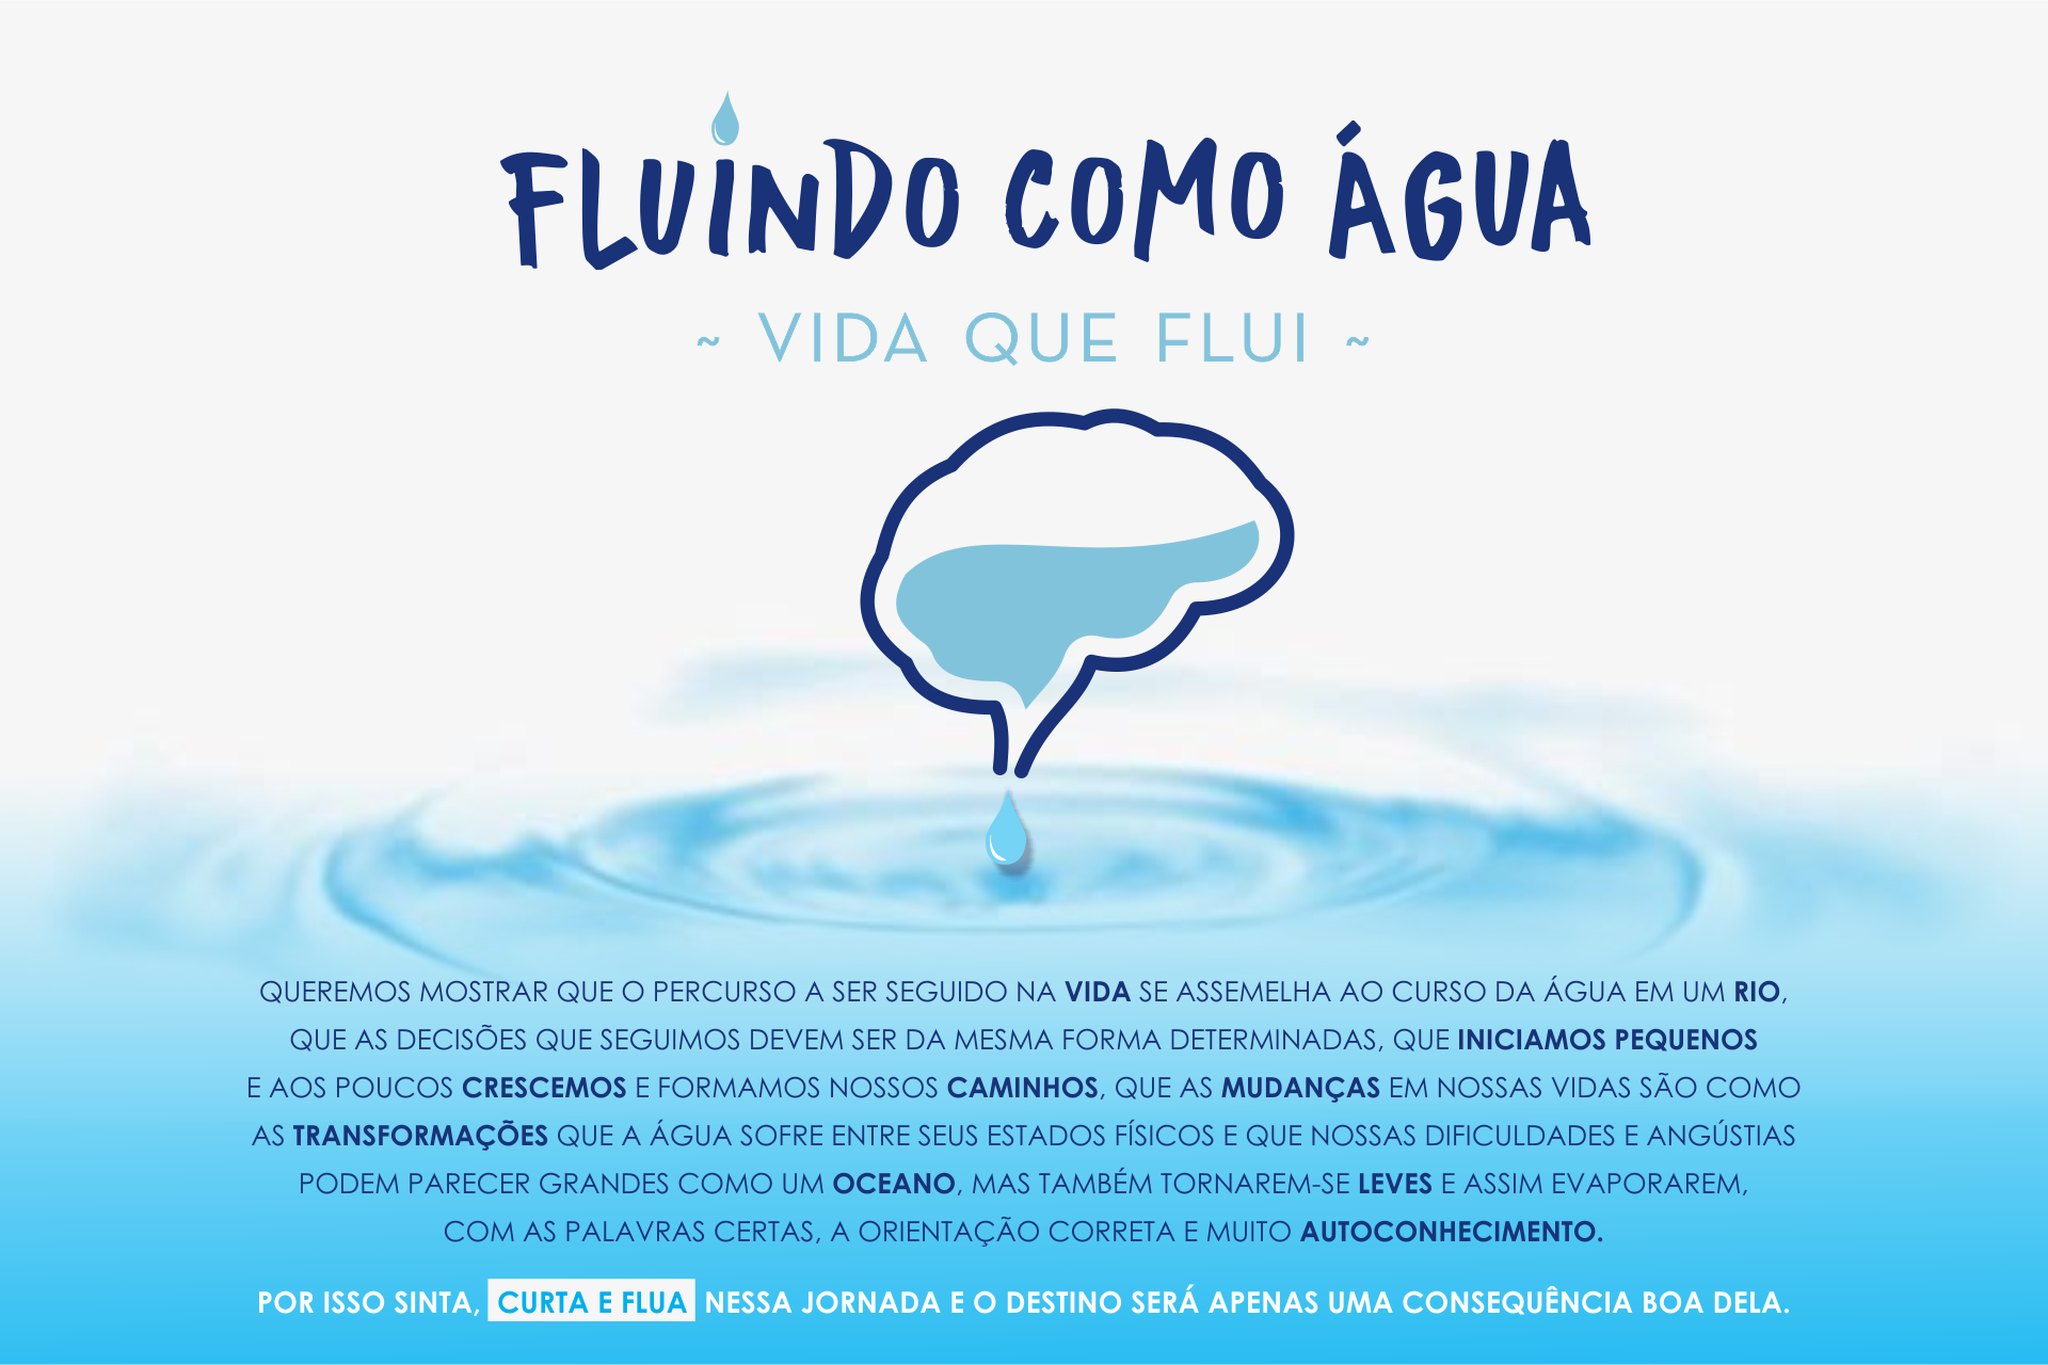 FLUINDO COMO ÁGUA
~ VIDA QUE FLUI ~
QUEREMOS MOSTRAR QUE O PERCURSO A SER SEGUIDO NA VIDA SE ASSEMELHA AO CURSO DA ÁGUA EM UM RIO,
QUE AS DECISÕES QUE SEGUIMOS DEVEM SER DA MESMA FORMA DETERMINADAS, QUE INICIAMOS PEQUENOS
E AOS POUCOS CRESCEMOS E FORMAMOS NOSSOS CAMINHOS, QUE AS MUDANÇAS EM NOSSAS VIDAS SÃO COMO
AS TRANSFORMAÇÕES QUE A ÁGUA SOFRE ENTRE SEUS ESTADOS FÍSICOS E QUE NOSSAS DIFICULDADES E ANGÚSTIAS
PODEM PARECER GRANDES COMO UM OCEANO, MAS TAMBÉM TORNAREM-SE LEVES E ASSIM EVAPORAREM,
COM AS PALAVRAS CERTAS, A ORIENTAÇÃO CORRETA E MUITO AUTOCONHECIMENTO.
POR ISSO SINTA, CURTA E FLUA NESSA JORNADA E O DESTINO SERÁ APENAS UMA CONSEQUÊNCIA BOA DELA.